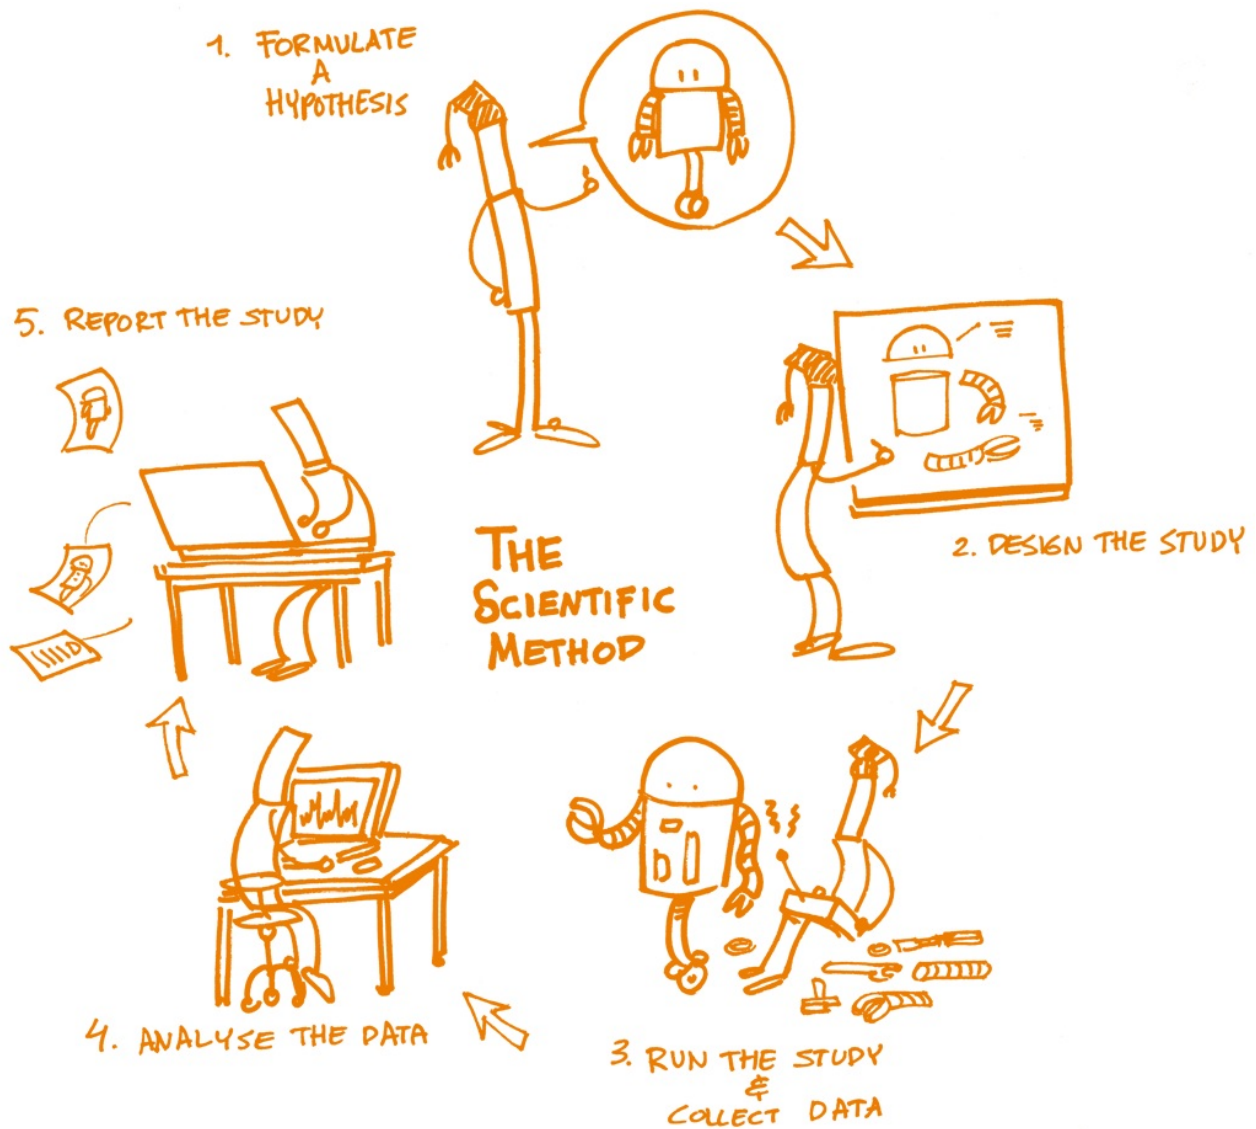 1. FORMULATE
A
HYPOTHESIS
2. DESIGN THE STUDY
3. RUN THE STUDY
&
COLLECT DATA
4. ANALYSE THE DATA
5. REPORT THE STUDY
THE
SCIENTIFIC
METHOD